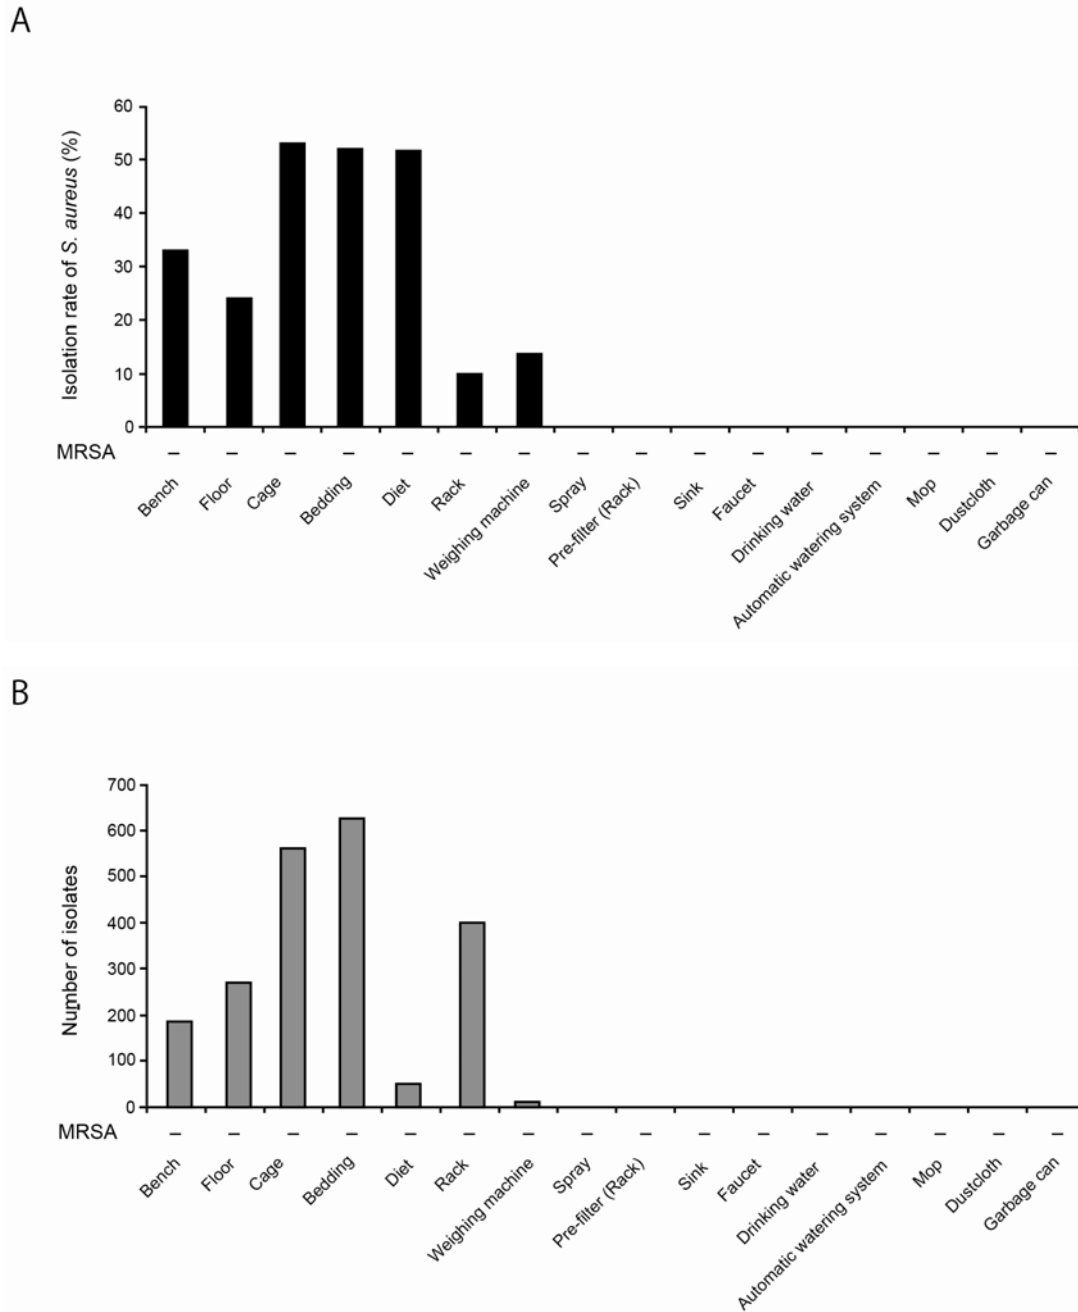 A
Isolation rate of S. aureus (%)
60
50
40
30
20
10
0
MRSA – – – – – – – – – – – – – – – –
Bench
Floor
Cage
Bedding
Diet
Rack
Weighing machine
Spray
Pre-filter (Rack)
Sink
Faucet
Drinking water
Automatic watering system
Mop
Dustcloth
Garbage can
B
Number of isolates
700
600
500
400
300
200
100
0
MRSA – – – – – – – – – – – – – – – –
Bench
Floor
Cage
Bedding
Diet
Rack
Weighing machine
Spray
Pre-filter (Rack)
Sink
Faucet
Drinking water
Automatic watering system
Mop
Dustcloth
Garbage can